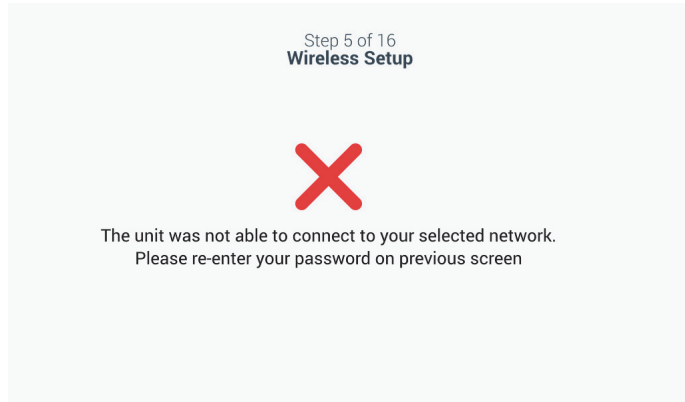 Step 5 of 16
Wireless Setup
The unit was not able to connect to your selected network.
Please re-enter your password on previous screen